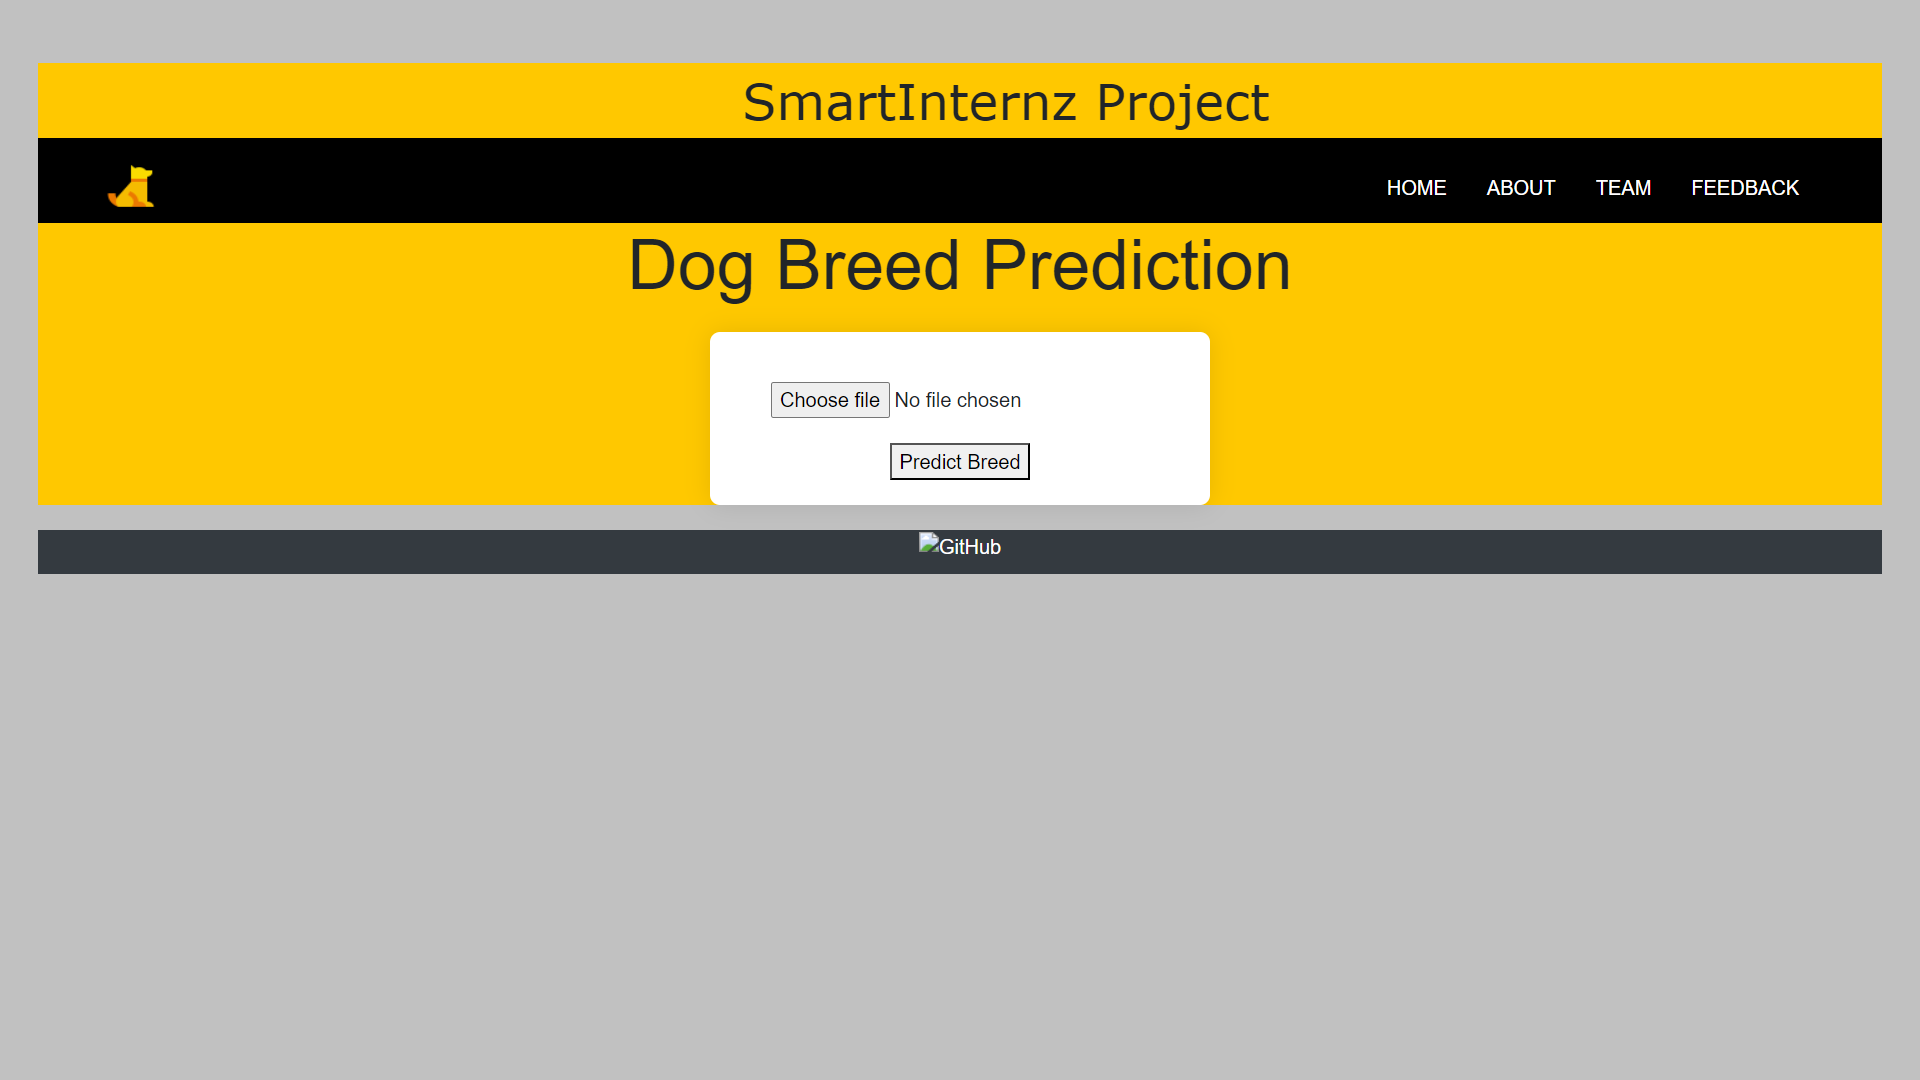 SmartInternz Project
HOME ABOUT TEAM FEEDBACK
Dog Breed Prediction
Choose file No file chosen
Predict Breed
GitHub